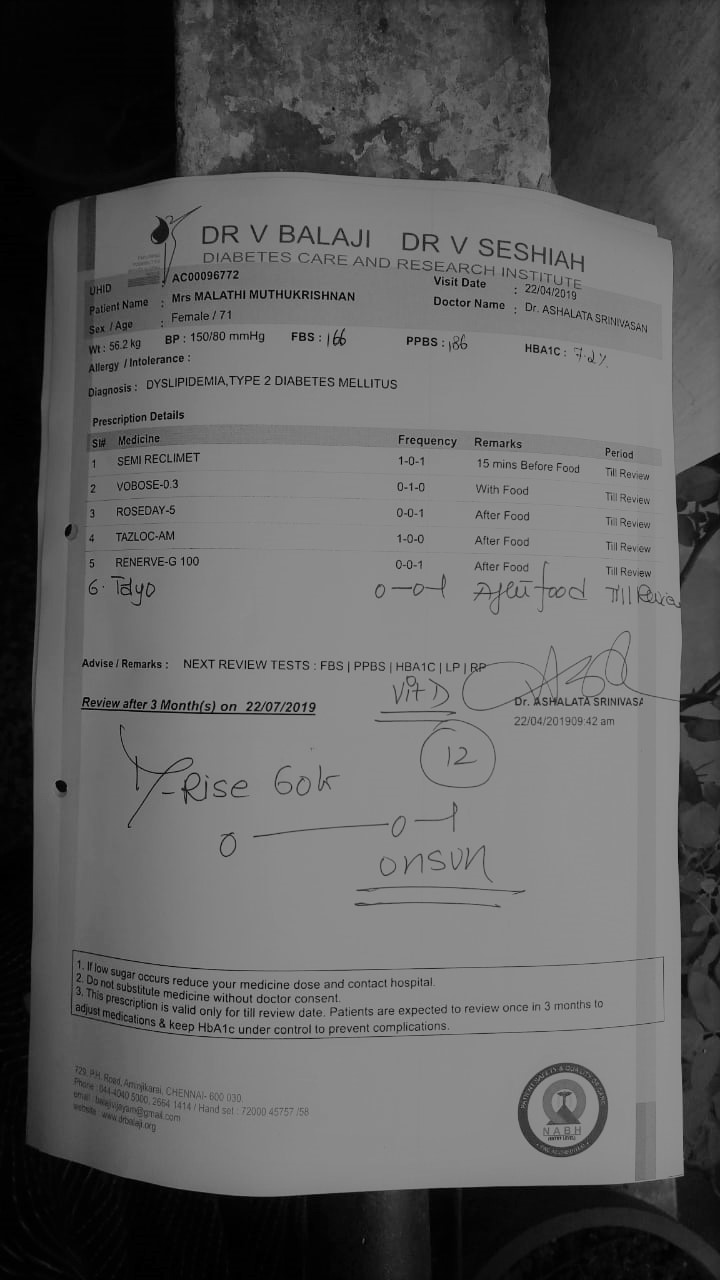 DR V BALAJI DR V SESHIAH
DIABETES CARE AND RESEARCH INSTITUTE
UHID : AC00096772 Visit Date : 22/04/2019
Patient Name : Mrs MALATHI MUTHUKRISHNAN Doctor Name : Dr. ASHALATA SRINIVASAN
Sex / Age : Female / 71
Wt : 56.2 kg BP : 150/80 mmHg FBS : 166 PPBS : 186 HBA1C : 7.2%
Allergy / Intolerance :
Diagnosis : DYSLIPIDEMIA,TYPE 2 DIABETES MELLITUS
Prescription Details
Sl# Medicine Frequency Remarks Period
1 SEMI RECLIMET 1-0-1 15 mins Before Food Till Review
2 VOBOSE-0.3 0-1-0 With Food Till Review
3 ROSEDAY-5 0-0-1 After Food Till Review
4 TAZLOC-AM 1-0-0 After Food Till Review
5 RENERVE-G 100 0-0-1 After Food Till Review
6. Tayo 0-0-1 After food Till Review
Advise / Remarks : NEXT REVIEW TESTS : FBS | PPBS | HBA1C | LP | RP
Vit D
Review after 3 Month(s) on 22/07/2019
Dr. ASHALATA SRINIVASA
22/04/201909:42 am
12
-Rise 60k
0-0-1
onsun
1. If low sugar occurs reduce your medicine dose and contact hospital.
2. Do not substitute medicine without doctor consent.
3. This prescription is valid only for till review date. Patients are expected to review once in 3 months to
adjust medications & keep HbA1c under control to prevent complications.
729, P.H. Road, Aminjikarai, CHENNAI- 600 030.
Phone : 044-4040 5000, 2664 1414 / Hand set : 72000 45757 /58
email : balajivijayam@gmail.com
website : www.drbalaji.org
PATIENT SAFETY & QUALITY OF CARE
NABH
(ENTRY LEVEL)